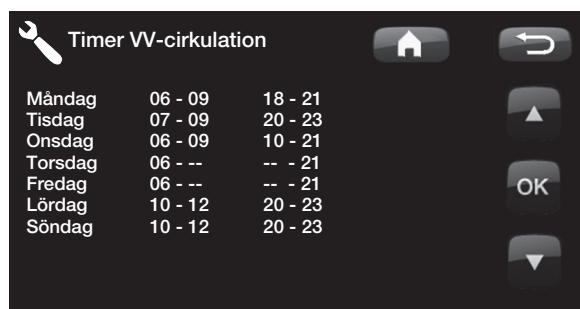 Timer VV-cirkulation
Måndag 06 - 09 18 - 21
Tisdag 07 - 09 20 - 23
Onsdag 06 - 09 10 - 21
Torsdag 06 - -- -- - 21
Fredag 06 - -- -- - 21
Lördag 10 - 12 20 - 23
Söndag 10 - 12 20 - 23
OK